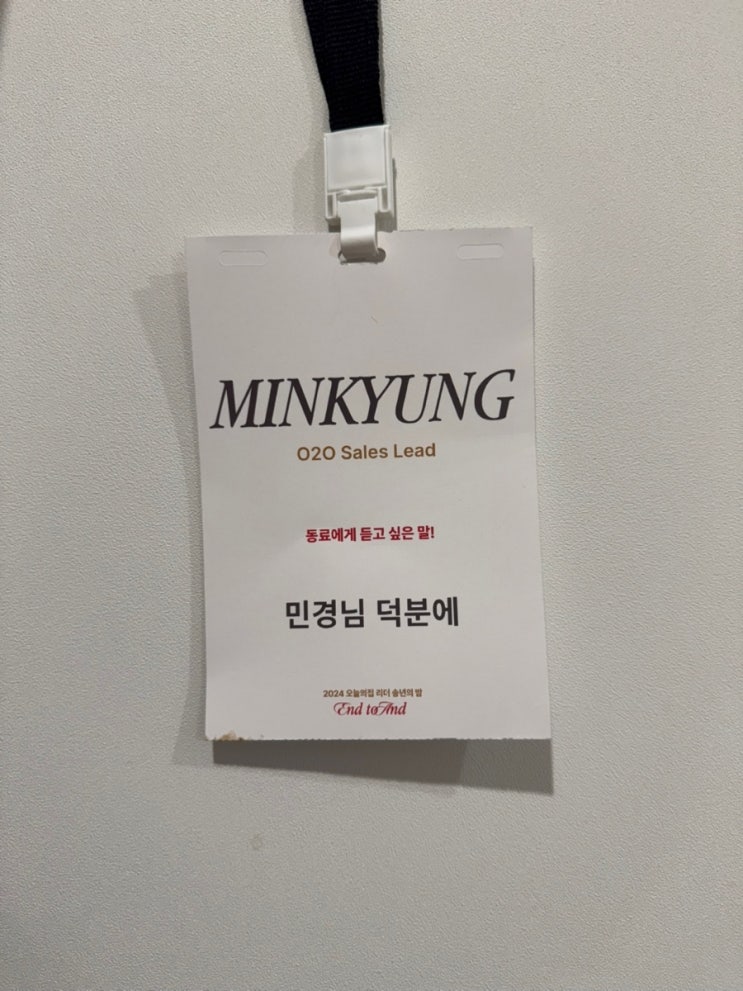 MINKYUNG
O2O Sales Lead
동료에게 듣고 싶은 말!
민경님 덕분에
2024 오늘의집 리더 송년의 밤
End to And